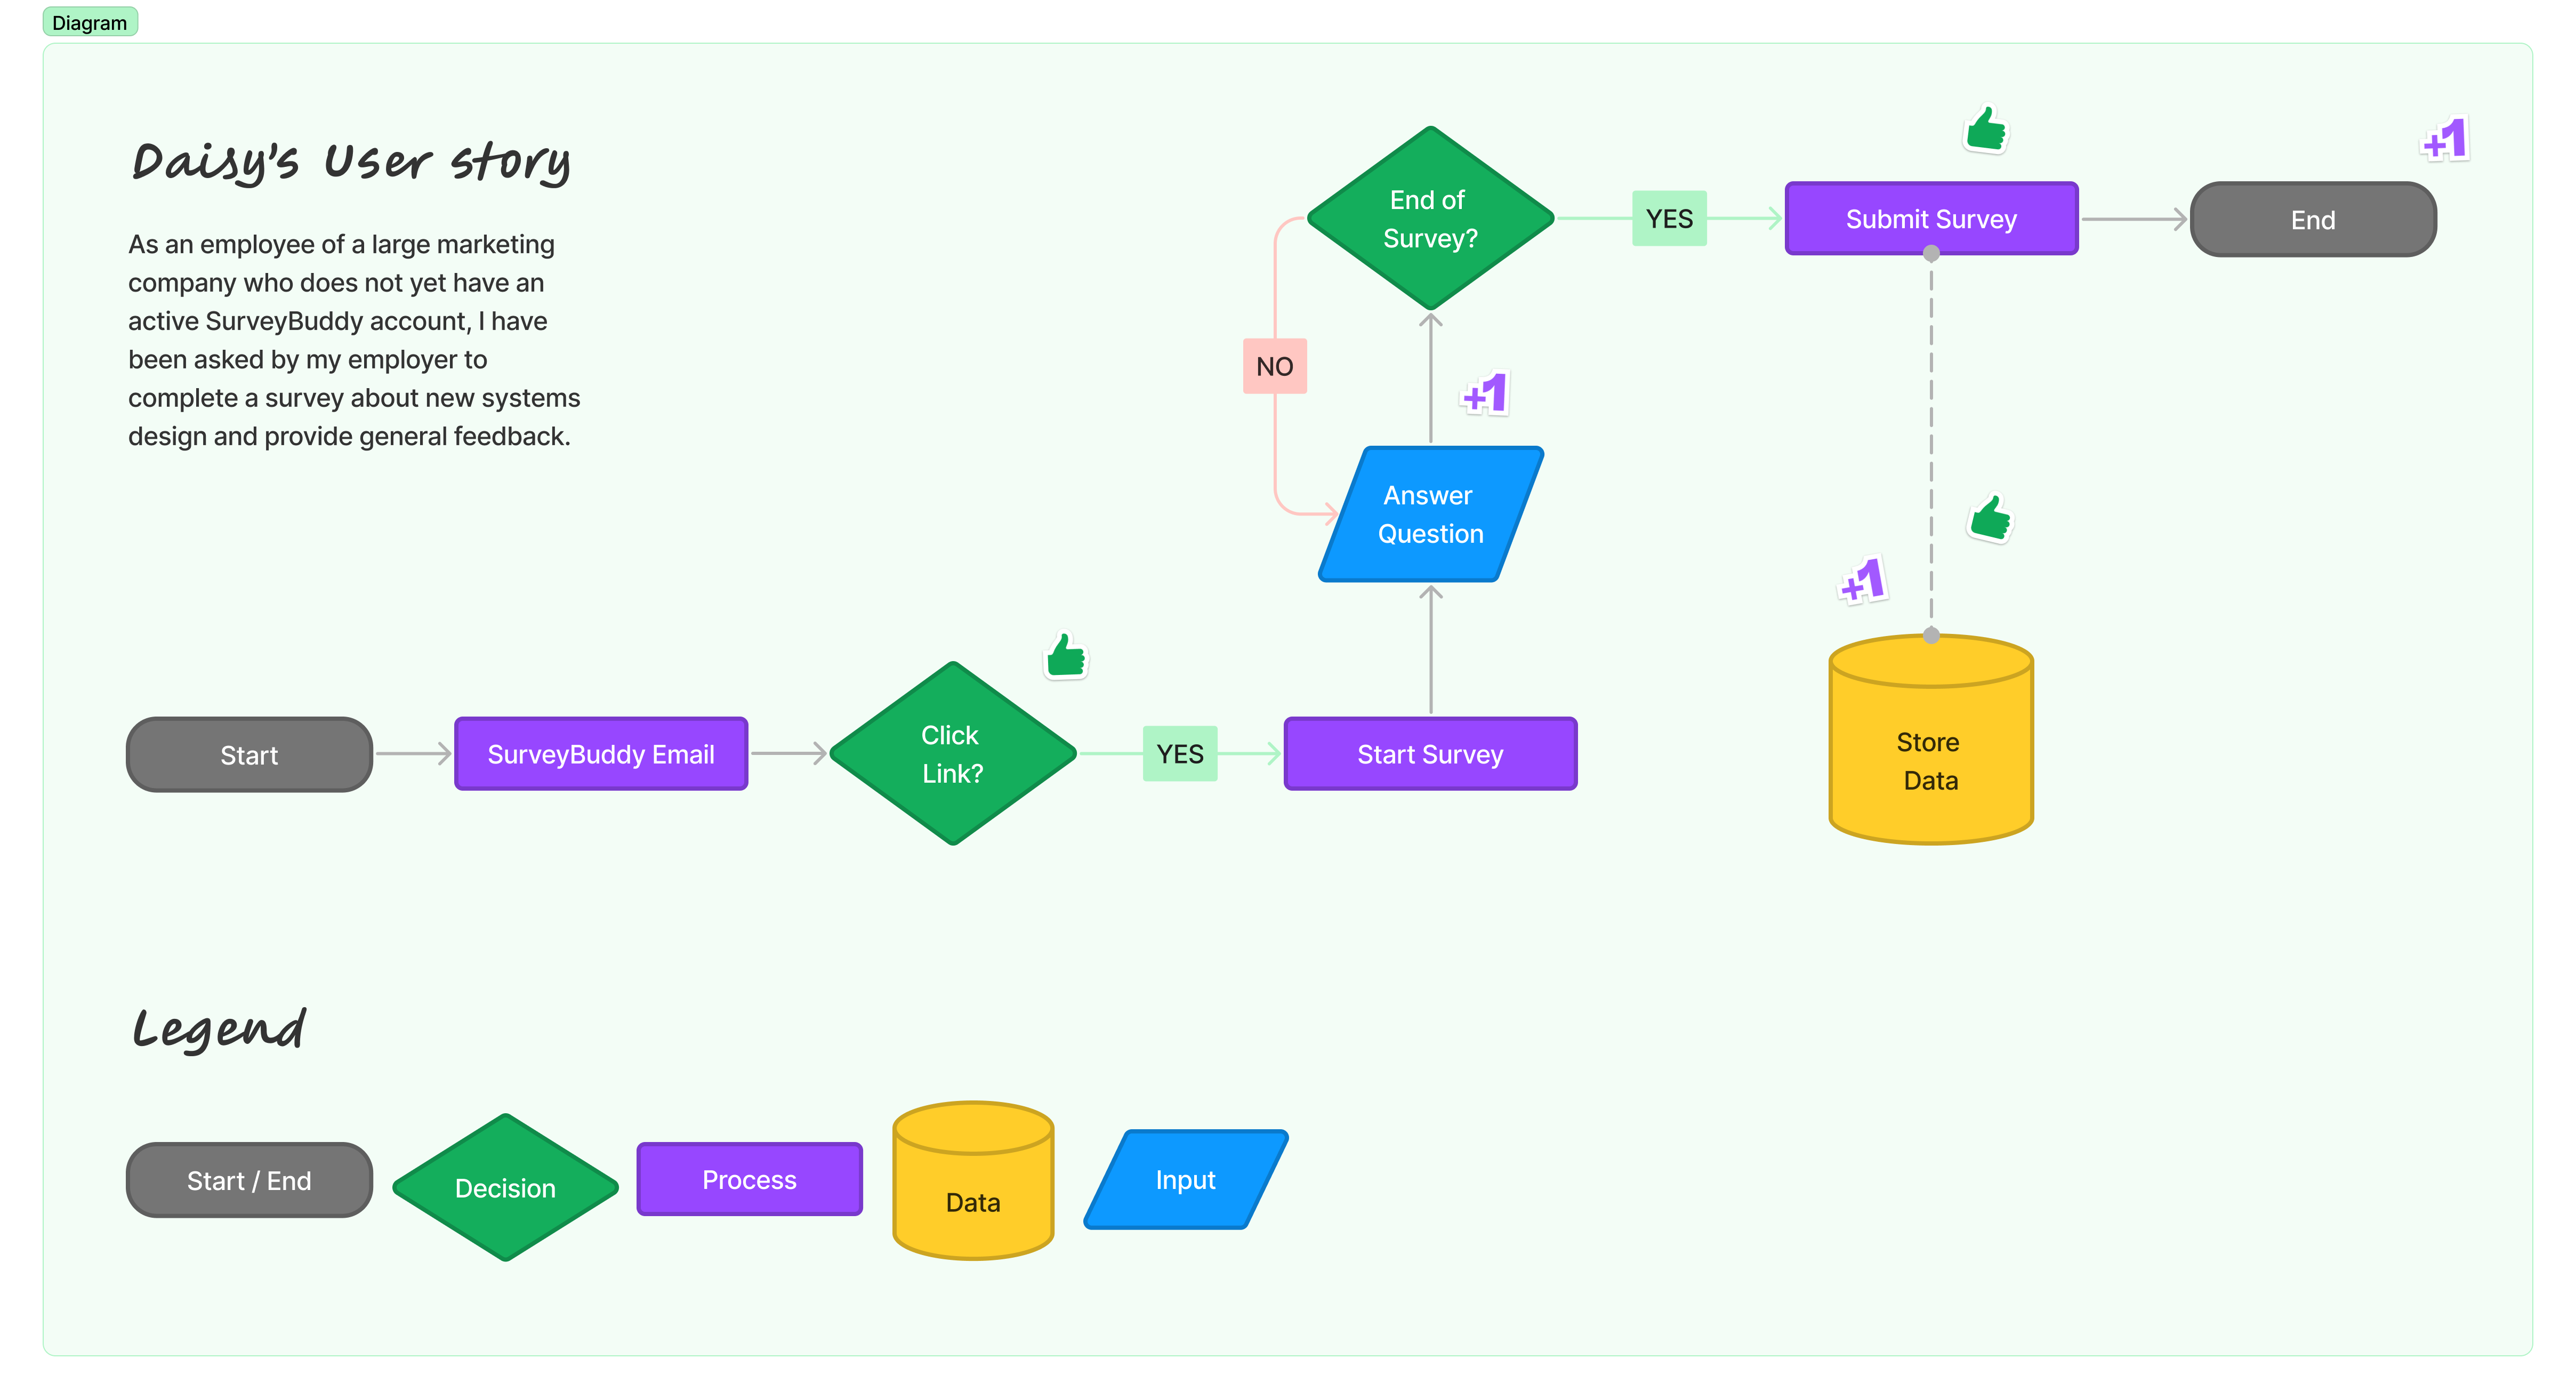 Diagram
Daisy's User story
As an employee of a large marketing
company who does not yet have an
active SurveyBuddy account, I have
been asked by my employer to
complete a survey about new systems
design and provide general feedback.
Start
SurveyBuddy Email
Click
Link?
YES
Start Survey
Answer
Question
+1
NO
End of
Survey?
YES
Submit Survey
End
+1
+1
Store
Data
Legend
Start / End
Decision
Process
Data
Input